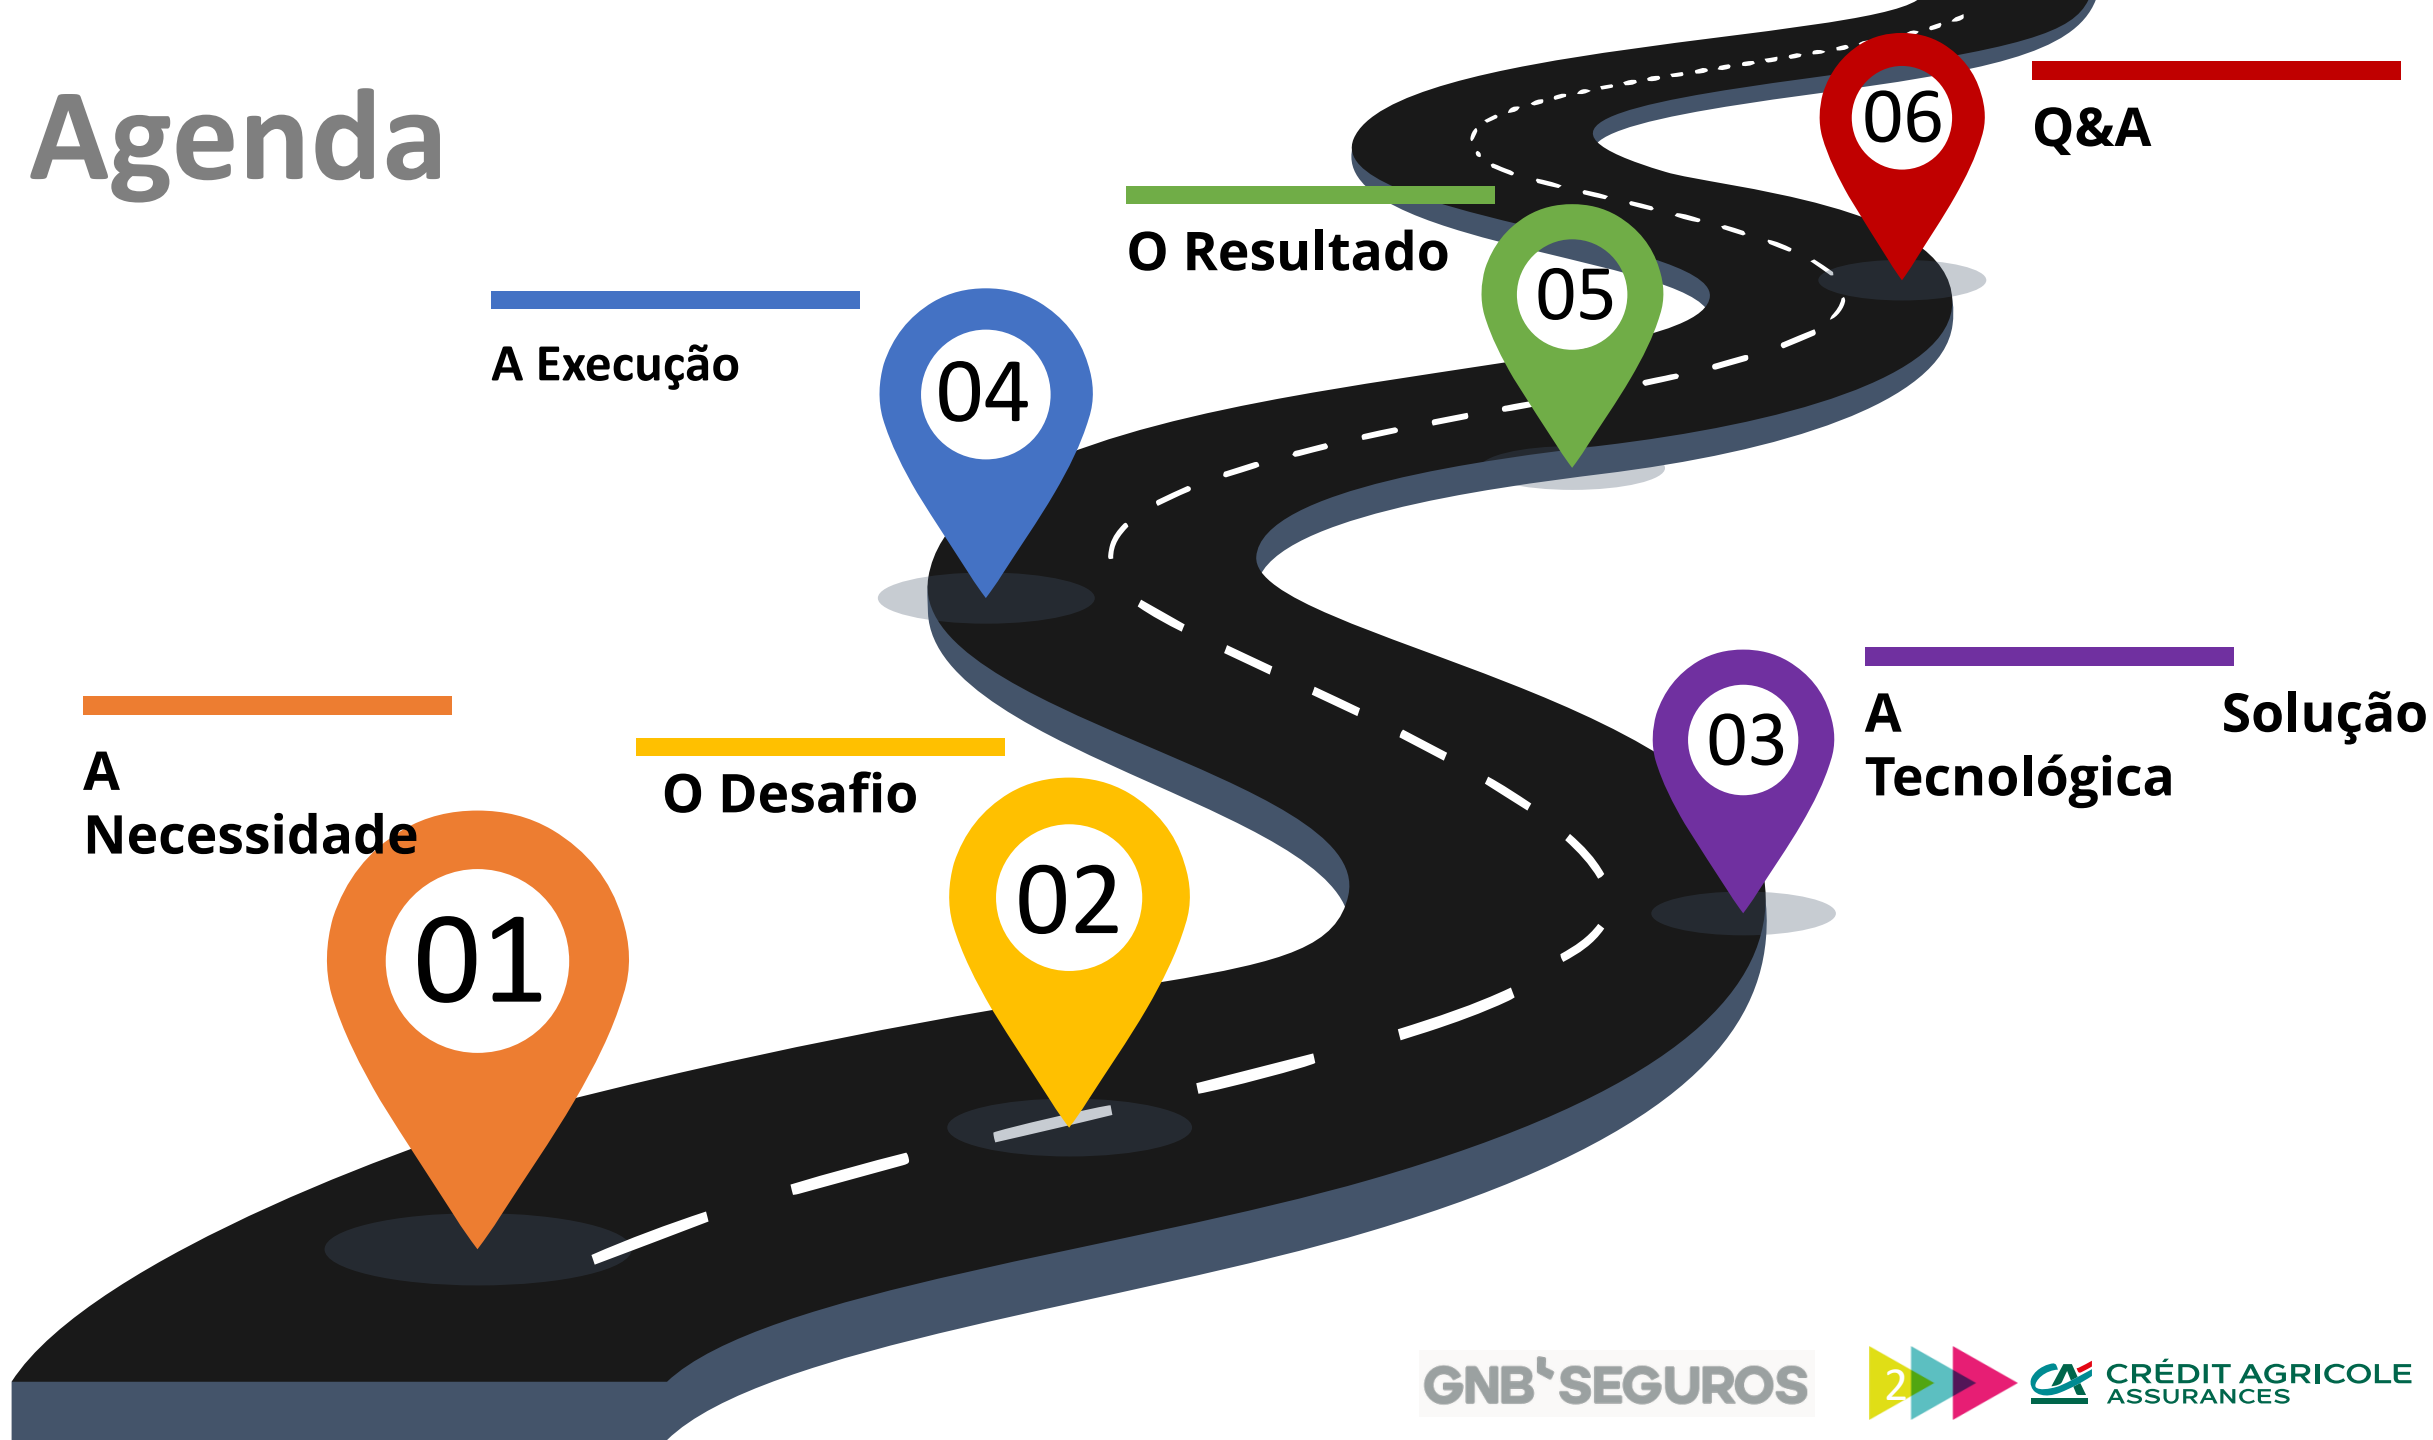 Agenda
06
Q&A
O Resultado
05
A Execução
04
A Solução
Tecnológica
03
A
Necessidade
O Desafio
02
01
GNB SEGUROS
2
CRÉDIT AGRICOLE
ASSURANCES